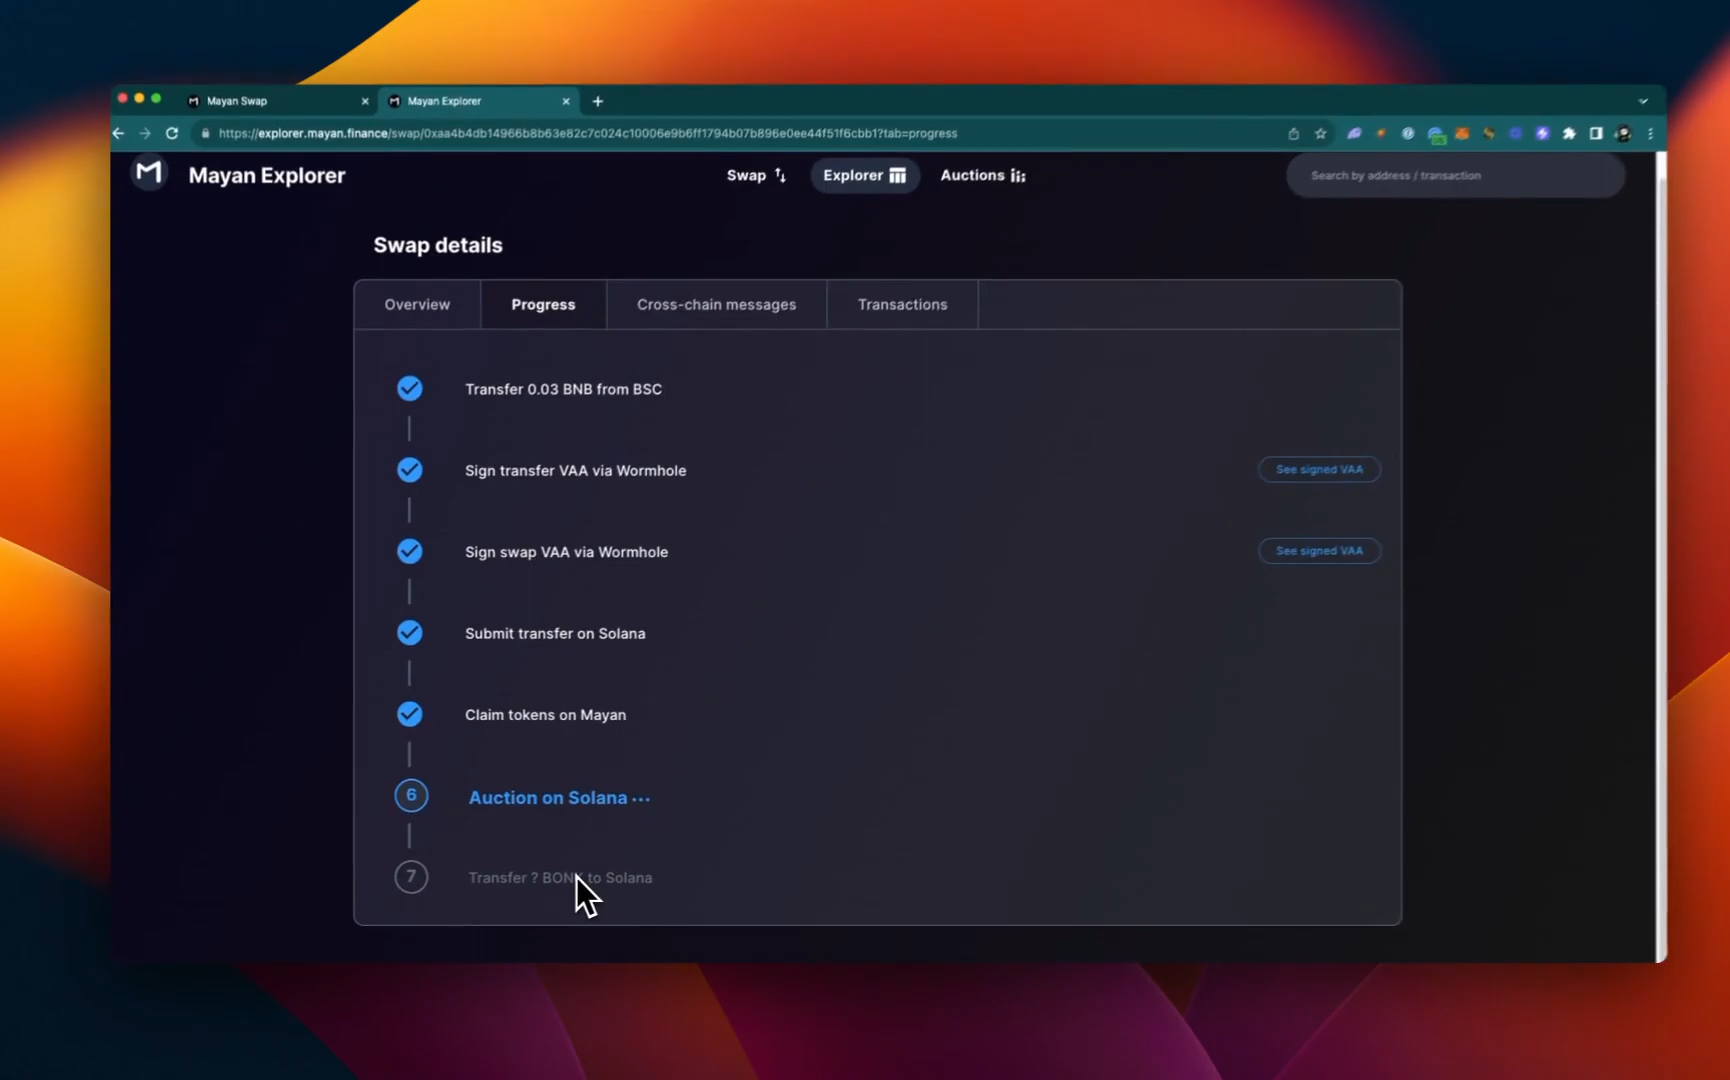 Mayan Swap
Mayan Explorer
https://explorer.mayan.finance/swap/0xaa4b4db14966b8b63e82c7c024c10006e9b6ff1794b07b896e0ee44f51f6cbb1?tab=progress
Mayan Explorer
Swap
Explorer
Auctions
Search by address / transaction
Swap details
Overview
Progress
Cross-chain messages
Transactions
Transfer 0.03 BNB from BSC
Sign transfer VAA via Wormhole
See signed VAA
Sign swap VAA via Wormhole
See signed VAA
Submit transfer on Solana
Claim tokens on Mayan
6
Auction on Solana ···
7
Transfer ? BONK to Solana